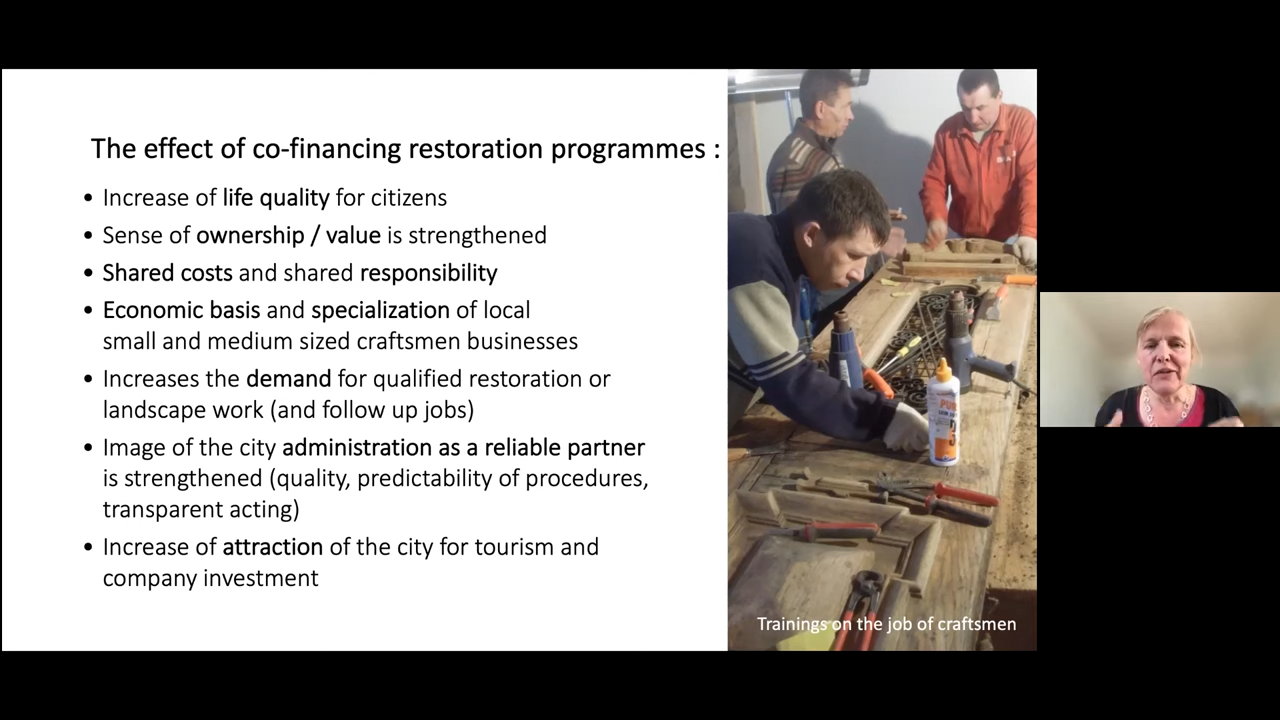 The effect of co-financing restoration programmes :
• Increase of life quality for citizens
• Sense of ownership / value is strengthened
• Shared costs and shared responsibility
• Economic basis and specialization of local
small and medium sized craftsmen businesses
• Increases the demand for qualified restoration or
landscape work (and follow up jobs)
• Image of the city administration as a reliable partner
is strengthened (quality, predictability of procedures,
transparent acting)
• Increase of attraction of the city for tourism and
company investment
Trainings on the job of craftsmen